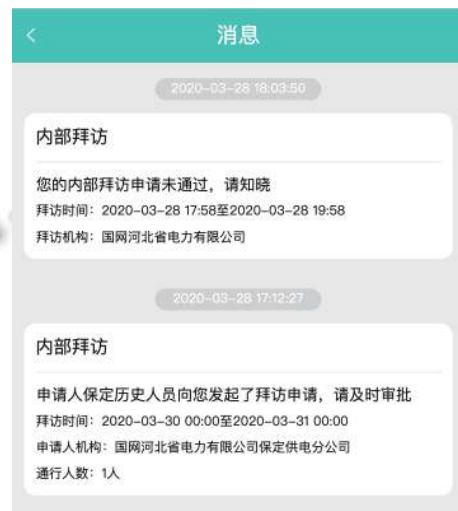 消息
2020-03-28 18:03:50
内部拜访
您的内部拜访申请未通过，请知晓
拜访时间：2020-03-28 17:58至2020-03-28 19:58
拜访机构：国网河北省电力有限公司
2020-03-28 17:12:27
内部拜访
申请人保定历史人员向您发起了拜访申请，请及时审批
拜访时间：2020-03-30 00:00至2020-03-31 00:00
申请人机构：国网河北省电力有限公司保定供电分公司
通行人数：1人